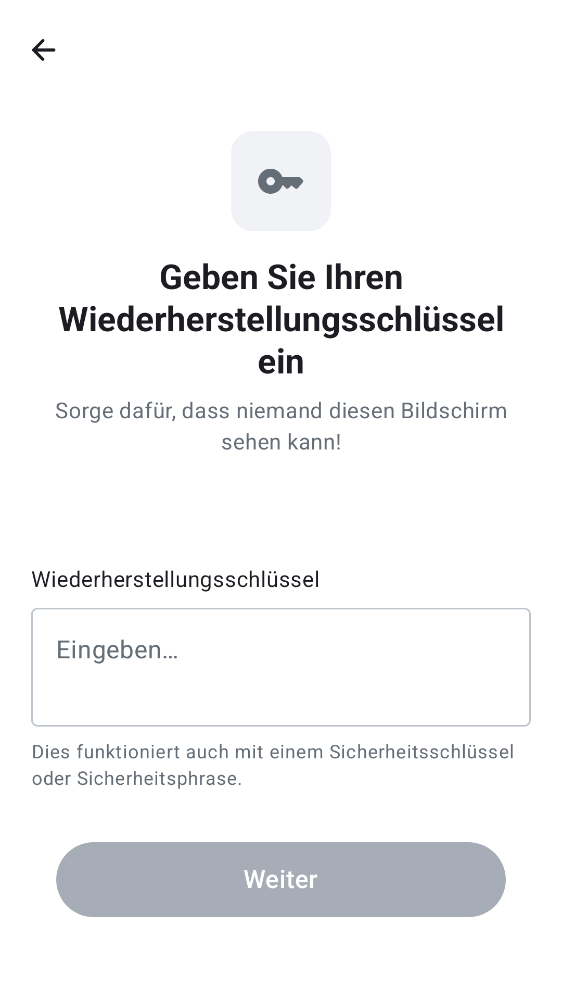 Geben Sie Ihren
Wiederherstellungsschlüssel
ein
Sorge dafür, dass niemand diesen Bildschirm
sehen kann!
Wiederherstellungsschlüssel
Eingeben…
Dies funktioniert auch mit einem Sicherheitsschlüssel
oder Sicherheitsphrase.
Weiter